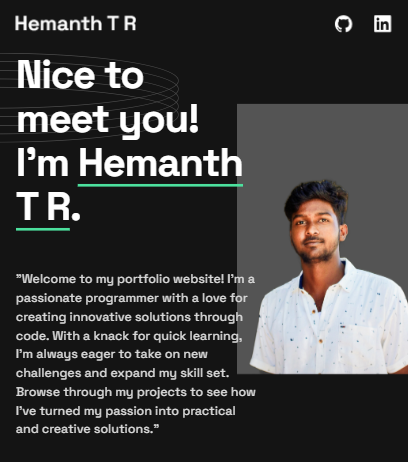 Hemanth T R
Nice to
meet you!
I'm Hemanth
T R.
"Welcome to my portfolio website! I'm a
passionate programmer with a love for
creating innovative solutions through
code. With a knack for quick learning,
I'm always eager to take on new
challenges and expand my skill set.
Browse through my projects to see how
I've turned my passion into practical
and creative solutions."